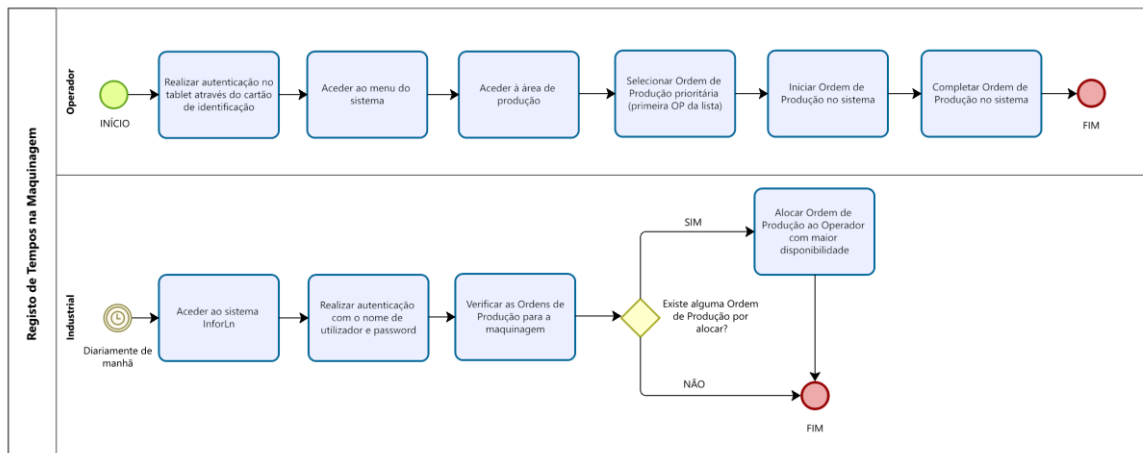 Registo de Tempos na Maquinagem
Operador
INÍCIO
Realizar autenticação no
tablet através do cartão
de identificação
Aceder ao menu do
sistema
Aceder à área de
produção
Selecionar Ordem de
Produção prioritária
(primeira OP da lista)
Iniciar Ordem de
Produção no sistema
Completar Ordem de
Produção no sistema
FIM
Industrial
Diariamente de
manhã
Aceder ao sistema
InforLn
Realizar autenticação
com o nome de
utilizador e password
Verificar as Ordens de
Produção para a
maquinagem
Existe alguma Ordem
de Produção por
alocar?
SIM
Alocar Ordem de
Produção ao Operador
com maior
disponibilidade
NÃO
FIM